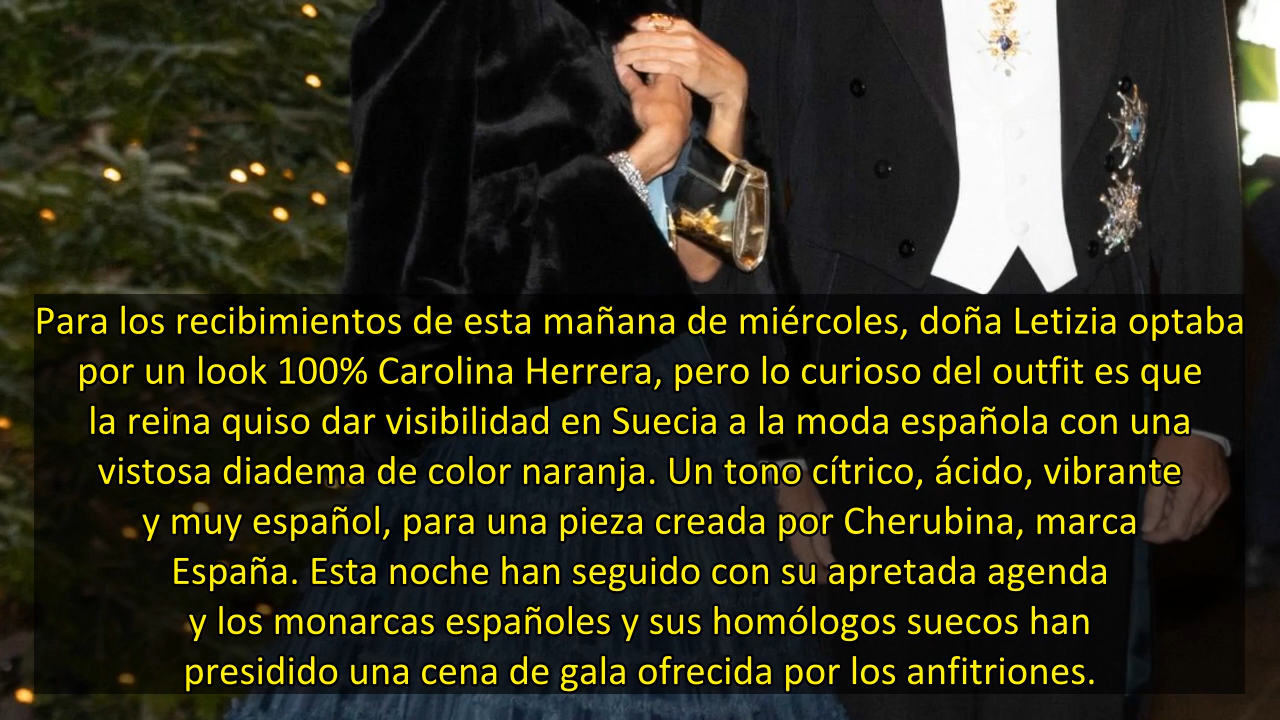 Para los recibimientos de esta mañana de miércoles, doña Letizia optaba
por un look 100% Carolina Herrera, pero lo curioso del outfit es que
la reina quiso dar visibilidad en Suecia a la moda española con una
vistosa diadema de color naranja. Un tono cítrico, ácido, vibrante
y muy español, para una pieza creada por Cherubina, marca
España. Esta noche han seguido con su apretada agenda
y los monarcas españoles y sus homólogos suecos han
presidido una cena de gala ofrecida por los anfitriones.